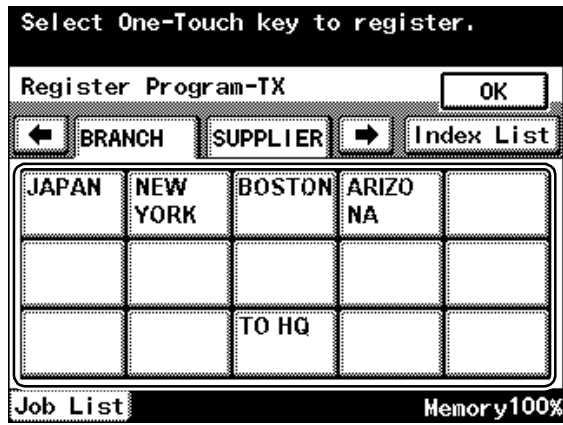 Select One-Touch key to register.
Register Program-TX
OK
BRANCH
SUPPLIER
Index List
JAPAN
NEW
YORK
BOSTON
ARIZO
NA
TO HQ
Job List
Memory100%